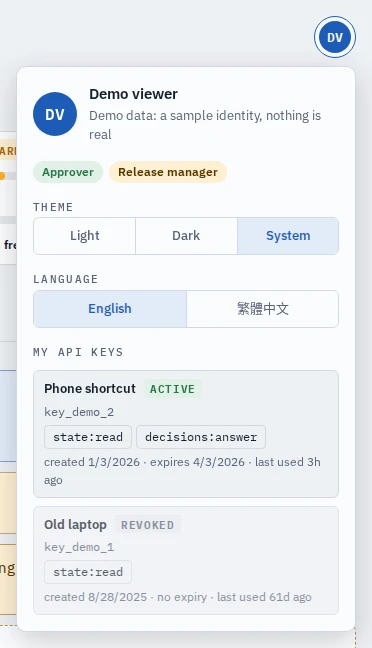 DV
DV
Demo viewer
Demo data: a sample identity, nothing is
real
Approver
Release manager
THEME
Light
Dark
System
LANGUAGE
English
繁體中文
MY API KEYS
Phone shortcut ACTIVE
key_demo_2
state:read decisions:answer
created 1/3/2026 · expires 4/3/2026 · last used 3h
ago
Old laptop REVOKED
key_demo_1
state:read
created 8/28/2025 · no expiry · last used 61d ago